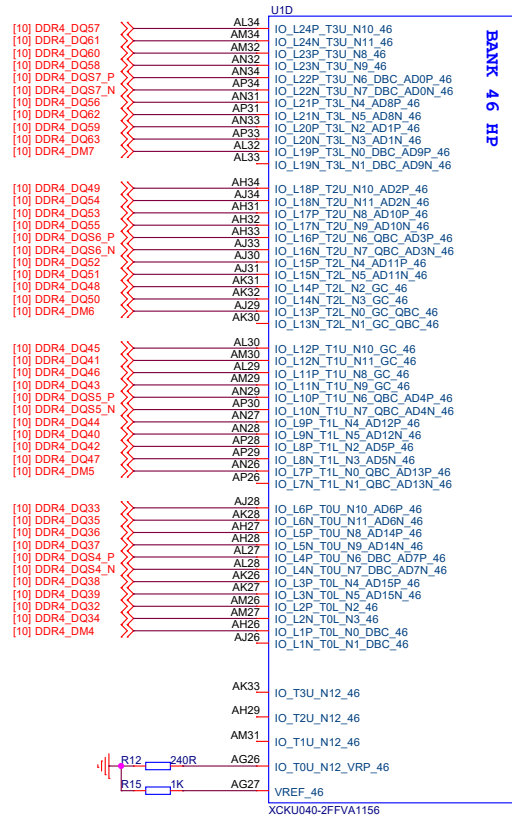 U1D
BANK 46 HP
[10] DDR4_DQ57 AL34 IO_L24P_T3U_N10_46
[10] DDR4_DQ61 AM34 IO_L24N_T3U_N11_46
[10] DDR4_DQ60 AM32 IO_L23P_T3U_N8_46
[10] DDR4_DQ58 AN32 IO_L23N_T3U_N9_46
[10] DDR4_DQS7_P AN34 IO_L22P_T3U_N6_DBC_AD0P_46
[10] DDR4_DQS7_N AP34 IO_L22N_T3U_N7_DBC_AD0N_46
[10] DDR4_DQ56 AN31 IO_L21P_T3L_N4_AD8P_46
[10] DDR4_DQ62 AP31 IO_L21N_T3L_N5_AD8N_46
[10] DDR4_DQ59 AN33 IO_L20P_T3L_N2_AD1P_46
[10] DDR4_DQ63 AP33 IO_L20N_T3L_N3_AD1N_46
[10] DDR4_DM7 AL32 IO_L19P_T3L_N0_DBC_AD9P_46
AL33 IO_L19N_T3L_N1_DBC_AD9N_46
[10] DDR4_DQ49 AH34 IO_L18P_T2U_N10_AD2P_46
[10] DDR4_DQ54 AJ34 IO_L18N_T2U_N11_AD2N_46
[10] DDR4_DQ53 AH31 IO_L17P_T2U_N8_AD10P_46
[10] DDR4_DQ55 AH32 IO_L17N_T2U_N9_AD10N_46
[10] DDR4_DQS6_P AH33 IO_L16P_T2U_N6_QBC_AD3P_46
[10] DDR4_DQS6_N AJ33 IO_L16N_T2U_N7_QBC_AD3N_46
[10] DDR4_DQ52 AJ30 IO_L15P_T2L_N4_AD11P_46
[10] DDR4_DQ51 AJ31 IO_L15N_T2L_N5_AD11N_46
[10] DDR4_DQ48 AK31 IO_L14P_T2L_N2_GC_46
[10] DDR4_DQ50 AK32 IO_L14N_T2L_N3_GC_46
[10] DDR4_DM6 AJ29 IO_L13P_T2L_N0_GC_QBC_46
AK30 IO_L13N_T2L_N1_GC_QBC_46
[10] DDR4_DQ45 AL30 IO_L12P_T1U_N10_GC_46
[10] DDR4_DQ41 AM30 IO_L12N_T1U_N11_GC_46
[10] DDR4_DQ46 AL29 IO_L11P_T1U_N8_GC_46
[10] DDR4_DQ43 AM29 IO_L11N_T1U_N9_GC_46
[10] DDR4_DQS5_P AN29 IO_L10P_T1U_N6_QBC_AD4P_46
[10] DDR4_DQS5_N AP30 IO_L10N_T1U_N7_QBC_AD4N_46
[10] DDR4_DQ44 AN27 IO_L9P_T1L_N4_AD12P_46
[10] DDR4_DQ40 AN28 IO_L9N_T1L_N5_AD12N_46
[10] DDR4_DQ42 AP28 IO_L8P_T1L_N2_AD5P_46
[10] DDR4_DQ47 AP29 IO_L8N_T1L_N3_AD5N_46
[10] DDR4_DM5 AN26 IO_L7P_T1L_N0_QBC_AD13P_46
AP26 IO_L7N_T1L_N1_QBC_AD13N_46
[10] DDR4_DQ33 AJ28 IO_L6P_T0U_N10_AD6P_46
[10] DDR4_DQ35 AK28 IO_L6N_T0U_N11_AD6N_46
[10] DDR4_DQ36 AH27 IO_L5P_T0U_N8_AD14P_46
[10] DDR4_DQ37 AH28 IO_L5N_T0U_N9_AD14N_46
[10] DDR4_DQS4_P AL27 IO_L4P_T0U_N6_DBC_AD7P_46
[10] DDR4_DQS4_N AL28 IO_L4N_T0U_N7_DBC_AD7N_46
[10] DDR4_DQ38 AK26 IO_L3P_T0L_N4_AD15P_46
[10] DDR4_DQ39 AK27 IO_L3N_T0L_N5_AD15N_46
[10] DDR4_DQ32 AM26 IO_L2P_T0L_N2_46
[10] DDR4_DQ34 AM27 IO_L2N_T0L_N3_46
[10] DDR4_DM4 AH26 IO_L1P_T0L_N0_DBC_46
AJ26 IO_L1N_T0L_N1_DBC_46
AK33 IO_T3U_N12_46
AH29 IO_T2U_N12_46
AM31 IO_T1U_N12_46
R12 240R AG26 IO_T0U_N12_VRP_46
R15 1K AG27 VREF_46
XCKU040-2FFVA1156